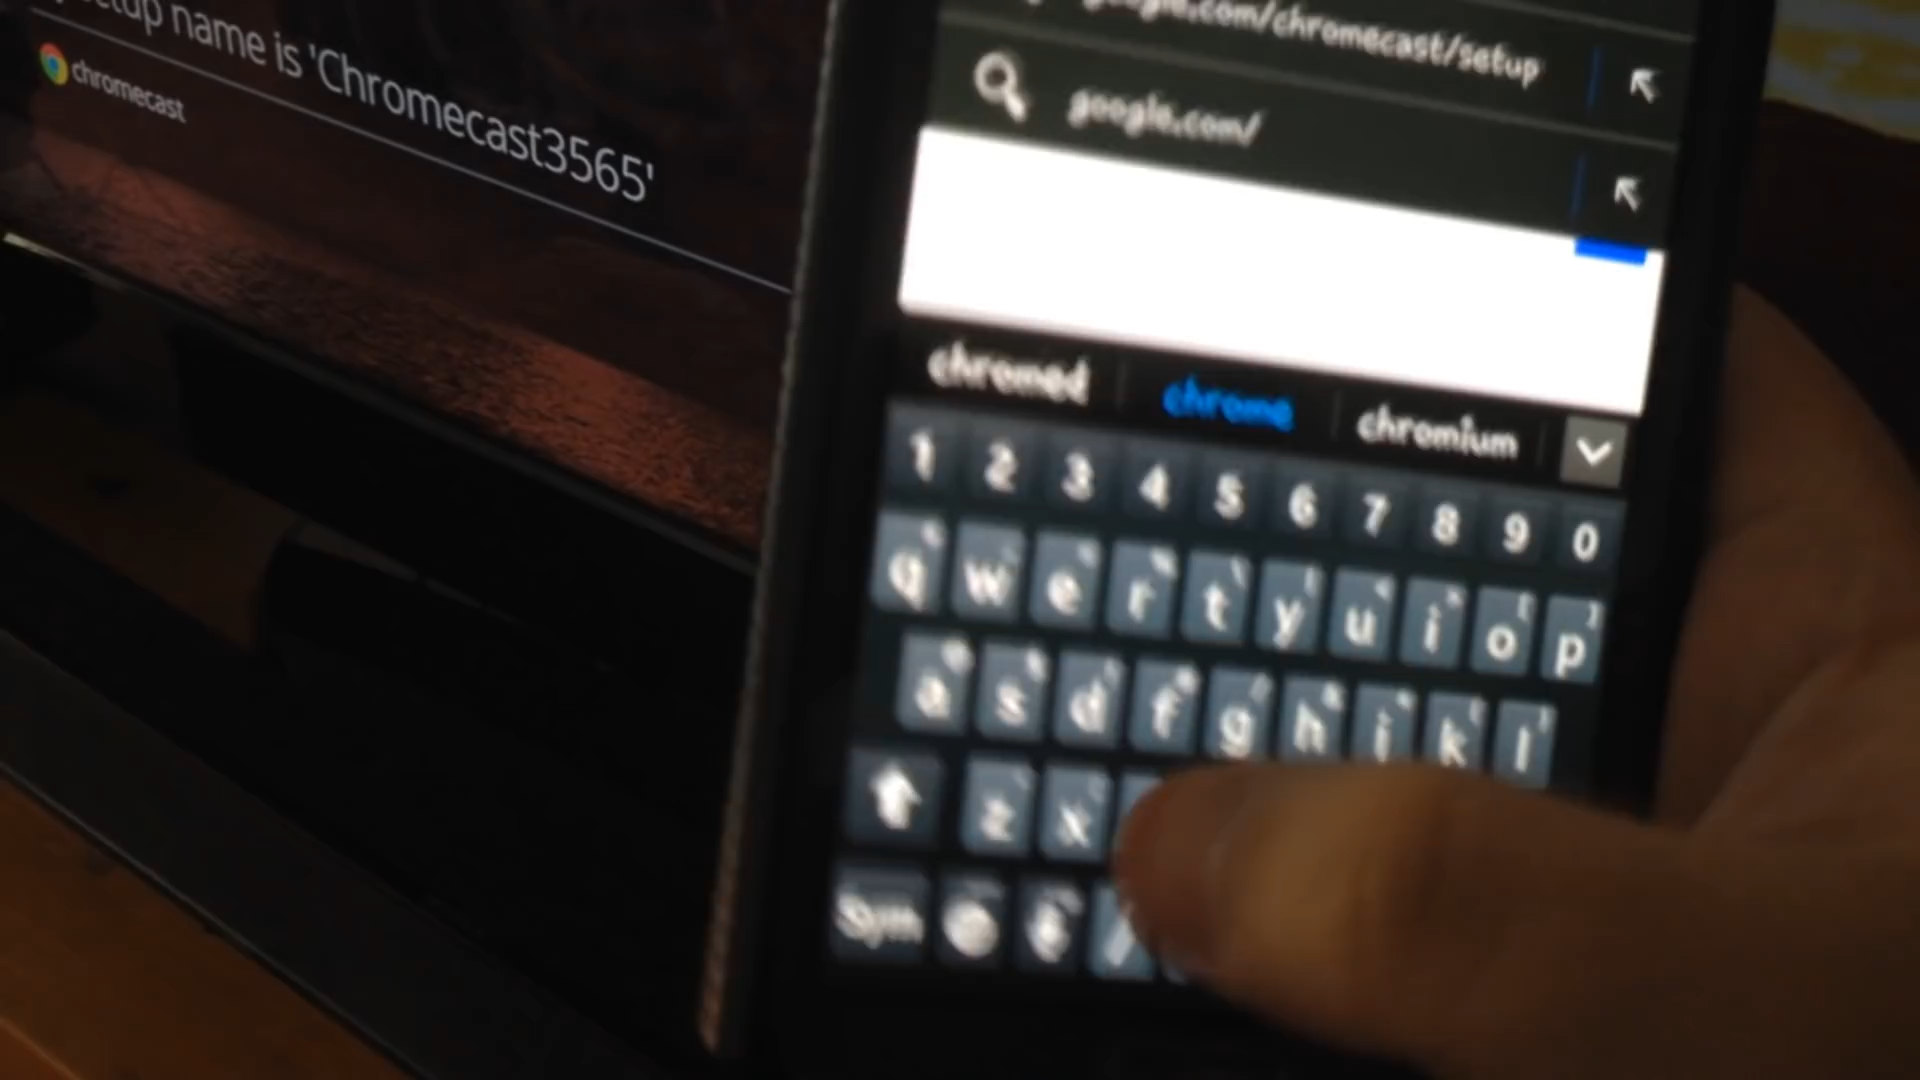 setup name is 'Chromecast3565'
chromecast
google.com/chromecast/setup
google.com/
chromed chrome chromium
1 2 3 4 5 6 7 8 9 0
q w e r t y u i o p
a s d f g h j k l
z x
Sym /